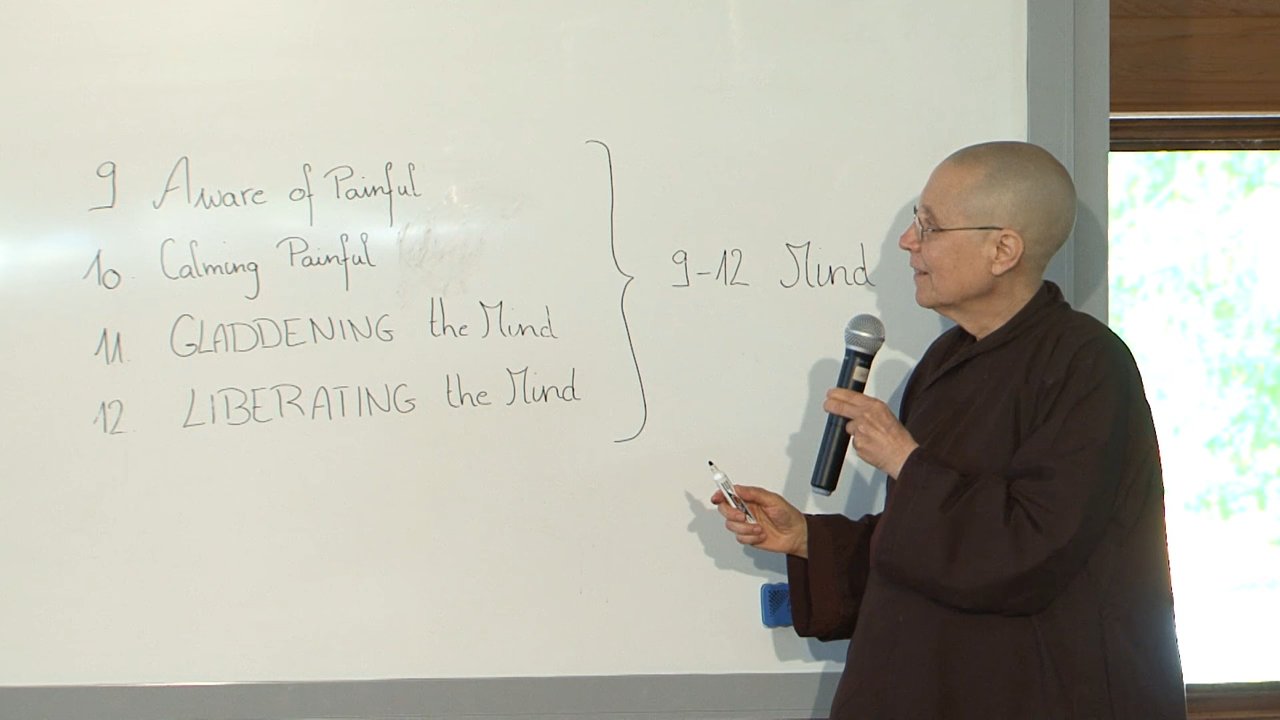 9 Aware of Painful
10. Calming Painful
11. GLADDENING the Mind
12. LIBERATING the Mind
9-12 Mind